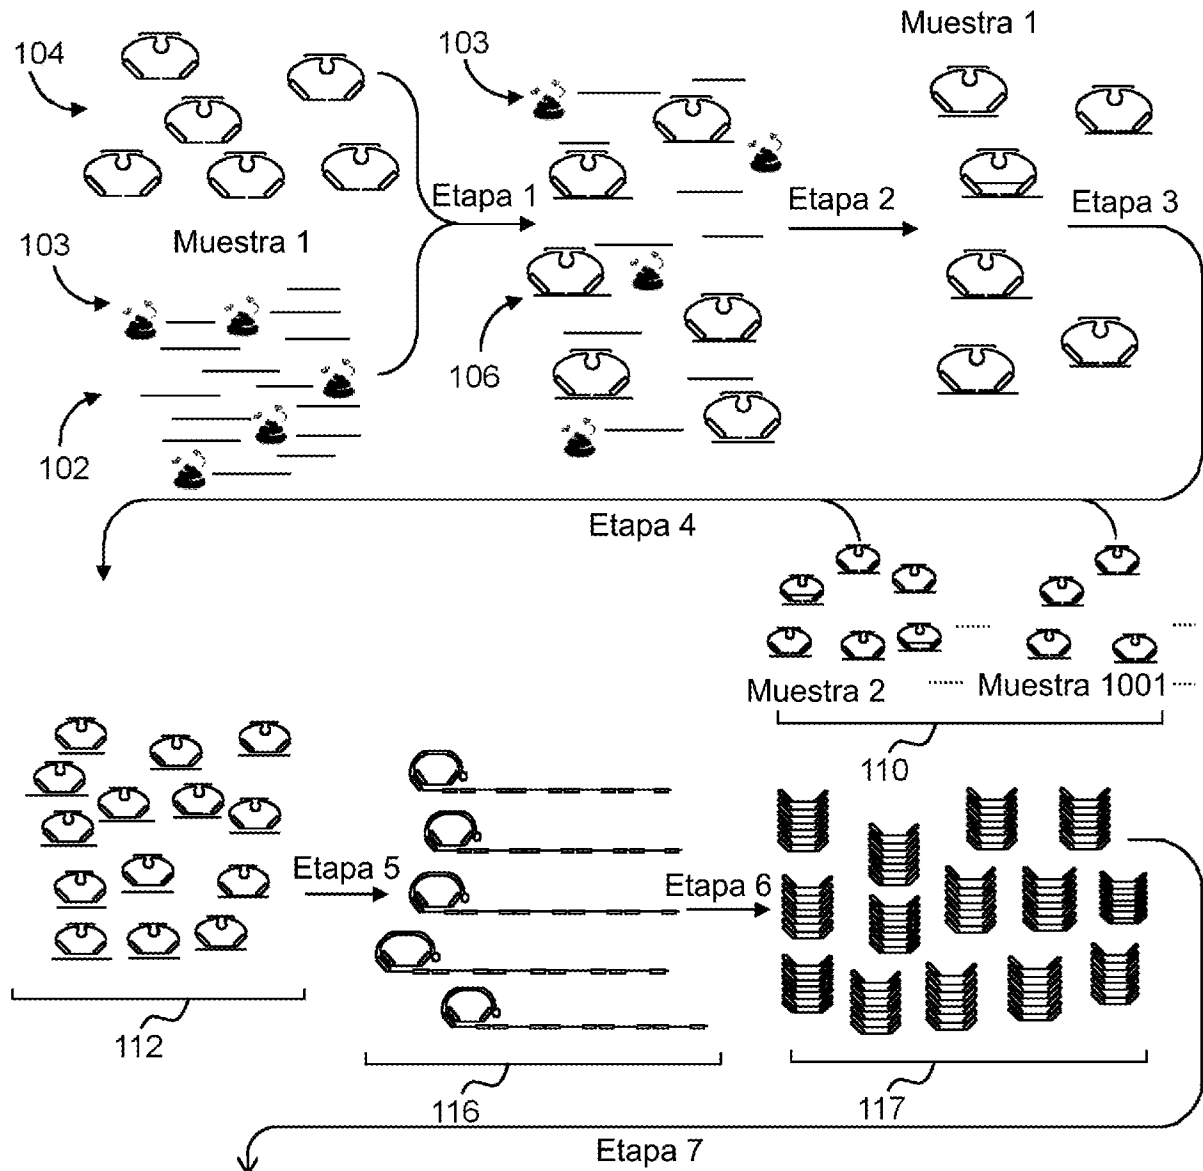 Muestra 1
104
103
Etapa 1
Etapa 2
Etapa 3
Muestra 1
103
106
102
Etapa 4
Muestra 2 ...... Muestra 1001 ....
110
Etapa 5
Etapa 6
112
116
117
Etapa 7